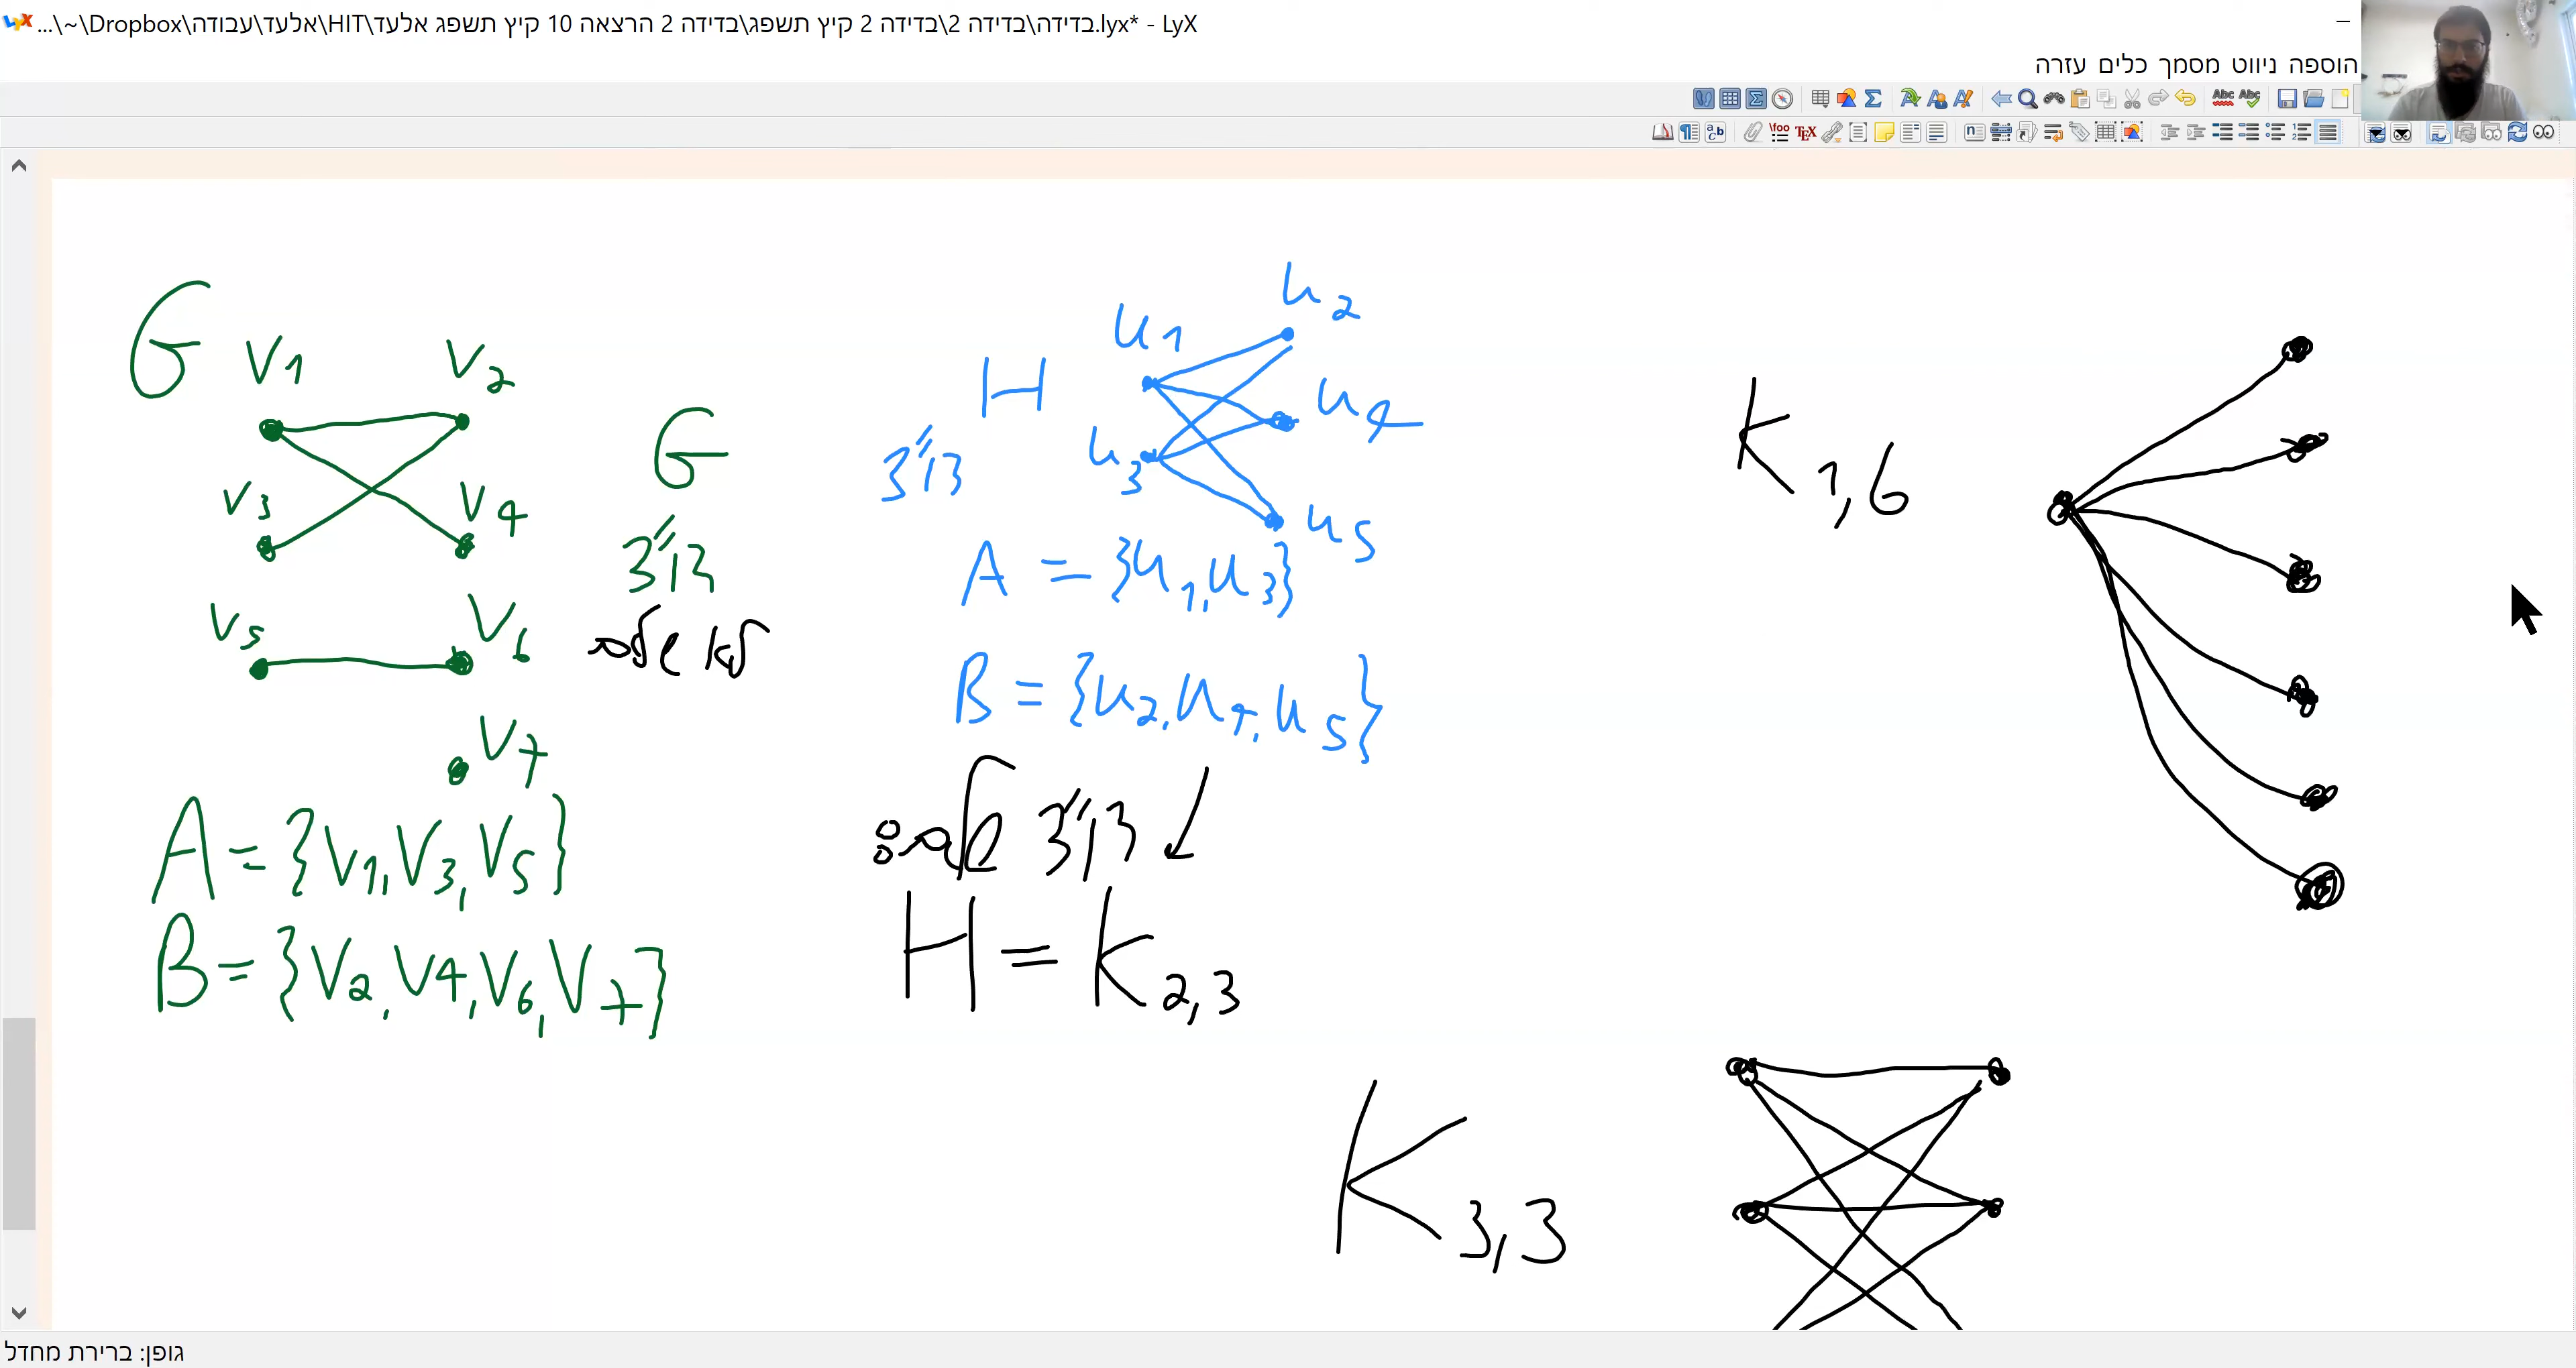 ...\~\Dropbox\עבודה\אלעד\HIT\בדידה\בדידה 2\בדידה 2 קיץ תשפג\בדידה 2 הרצאה 10 קיץ תשפג אלעד.lyx* - LyX
הוספה ניווט מסמך כלים עזרה
G
v1 v2
v3 v4
v5 v6
v7
A = {v1, v3, v5}
B = {v2, v4, v6, v7}
G
דו"צ
לא שלם
H
דו"צ
u1 u2
u3 u4
u5
A = {u1, u3}
B = {u2, u4, u5}
דו"צ שלם:
H = K2,3
K1,6
K3,3
גופן: ברירת מחדל